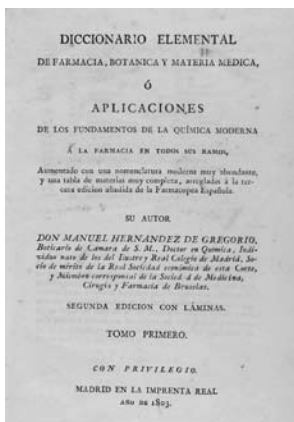 DICCIONARIO ELEMENTAL
DE FARMACIA, BOTANICA Y MATERIA MEDICA,
Ó
APLICACIONES
DE LOS FUNDAMENTOS DE LA QUÍMICA MODERNA
Á LA FARMACIA EN TODOS SUS RAMOS,
Aumentado con una nomenclatura moderna muy abundante,
y una tabla de materias muy completa, arregladas á la ter-
cera edicion añadida de la Farmacopea Española.
SU AUTOR
DON MANUEL HERNANDEZ DE GREGORIO,
Boticario de Cámara de S. M., Doctor en Química, Indi-
viduo nato de los del Ilustre y Real Colegio de Madrid, So-
cio de mérito de la Real Sociedad económica de esta Corte,
y Miembro corresponsal de la Socied d de Medicina,
Cirugía y Farmacia de Bruselas.
SEGUNDA EDICION CON LÁMINAS.
TOMO PRIMERO.
CON PRIVILEGIO.
MADRID EN LA IMPRENTA REAL
AÑO DE 1803.